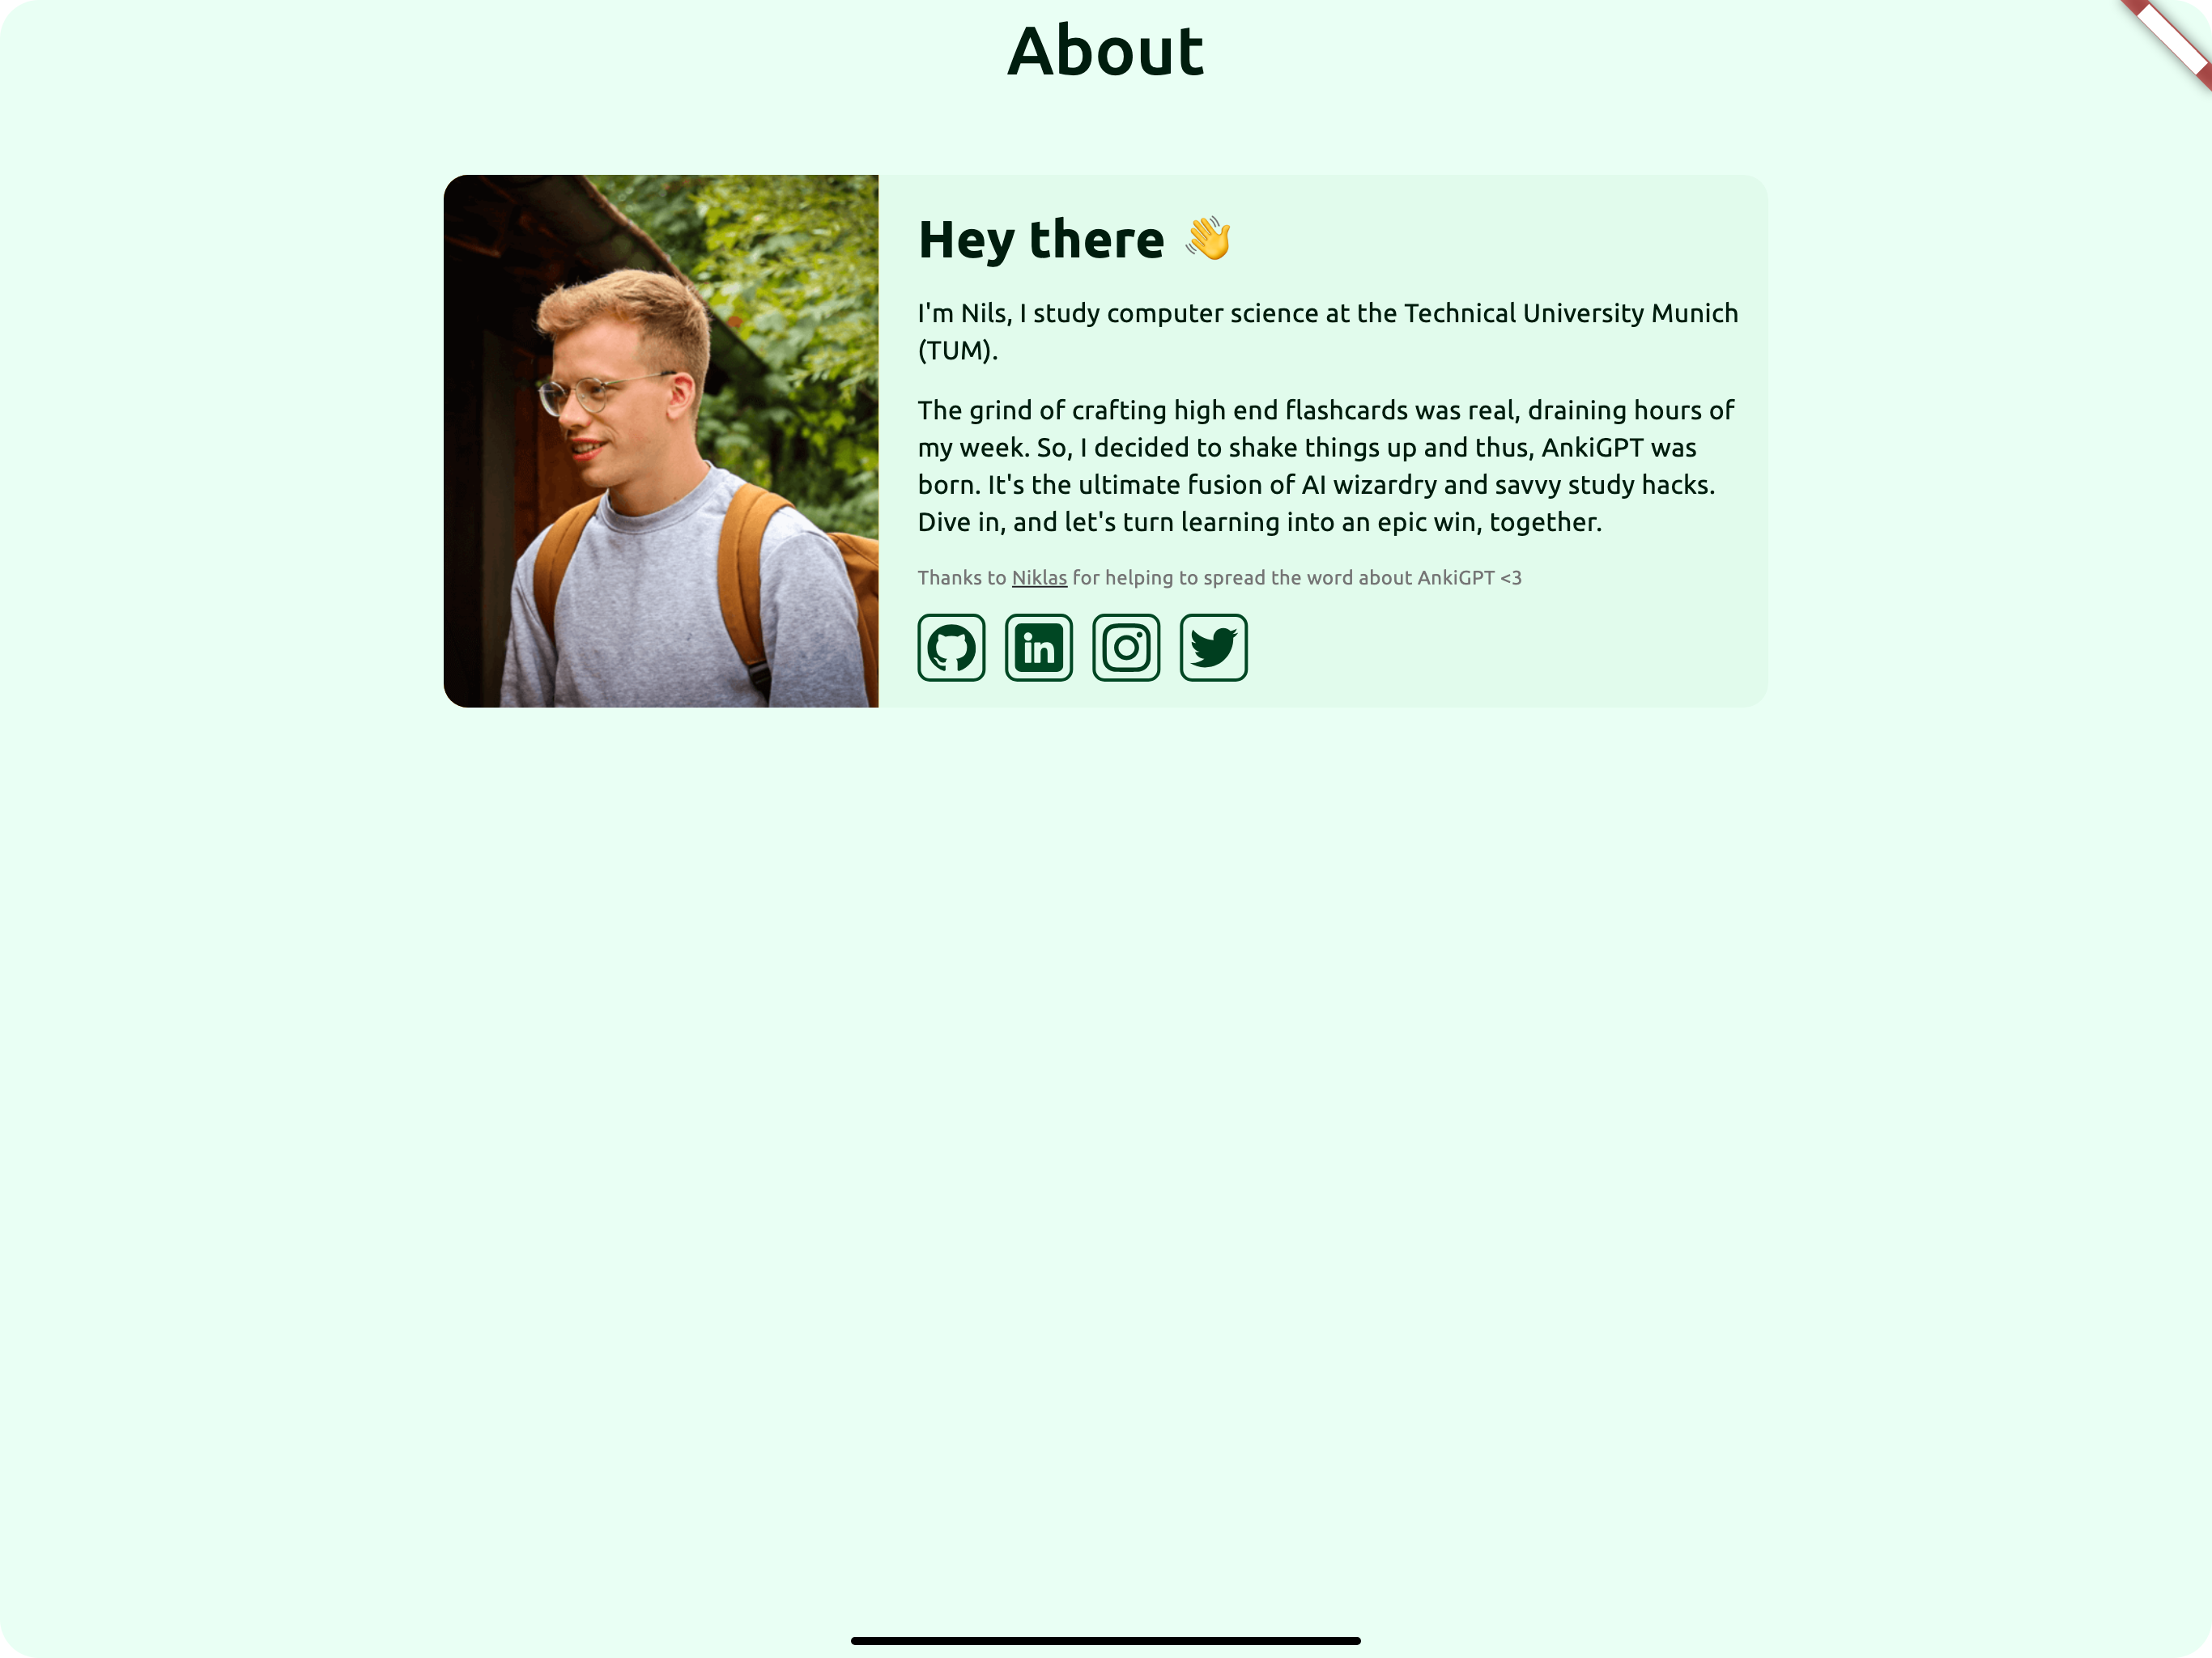 About
Hey there 👋
I'm Nils, I study computer science at the Technical University Munich
(TUM).
The grind of crafting high end flashcards was real, draining hours of
my week. So, I decided to shake things up and thus, AnkiGPT was
born. It's the ultimate fusion of AI wizardry and savvy study hacks.
Dive in, and let's turn learning into an epic win, together.
Thanks to Niklas for helping to spread the word about AnkiGPT <3
in